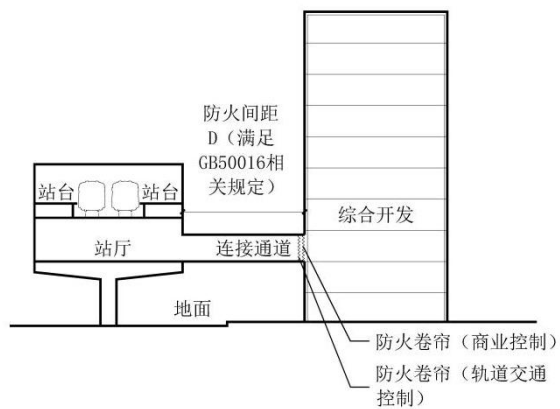 防火间距
D（满足
GB50016相
关规定）
站台 站台
综合开发
站厅 连接通道
地面
防火卷帘（商业控制）
防火卷帘（轨道交通
控制）